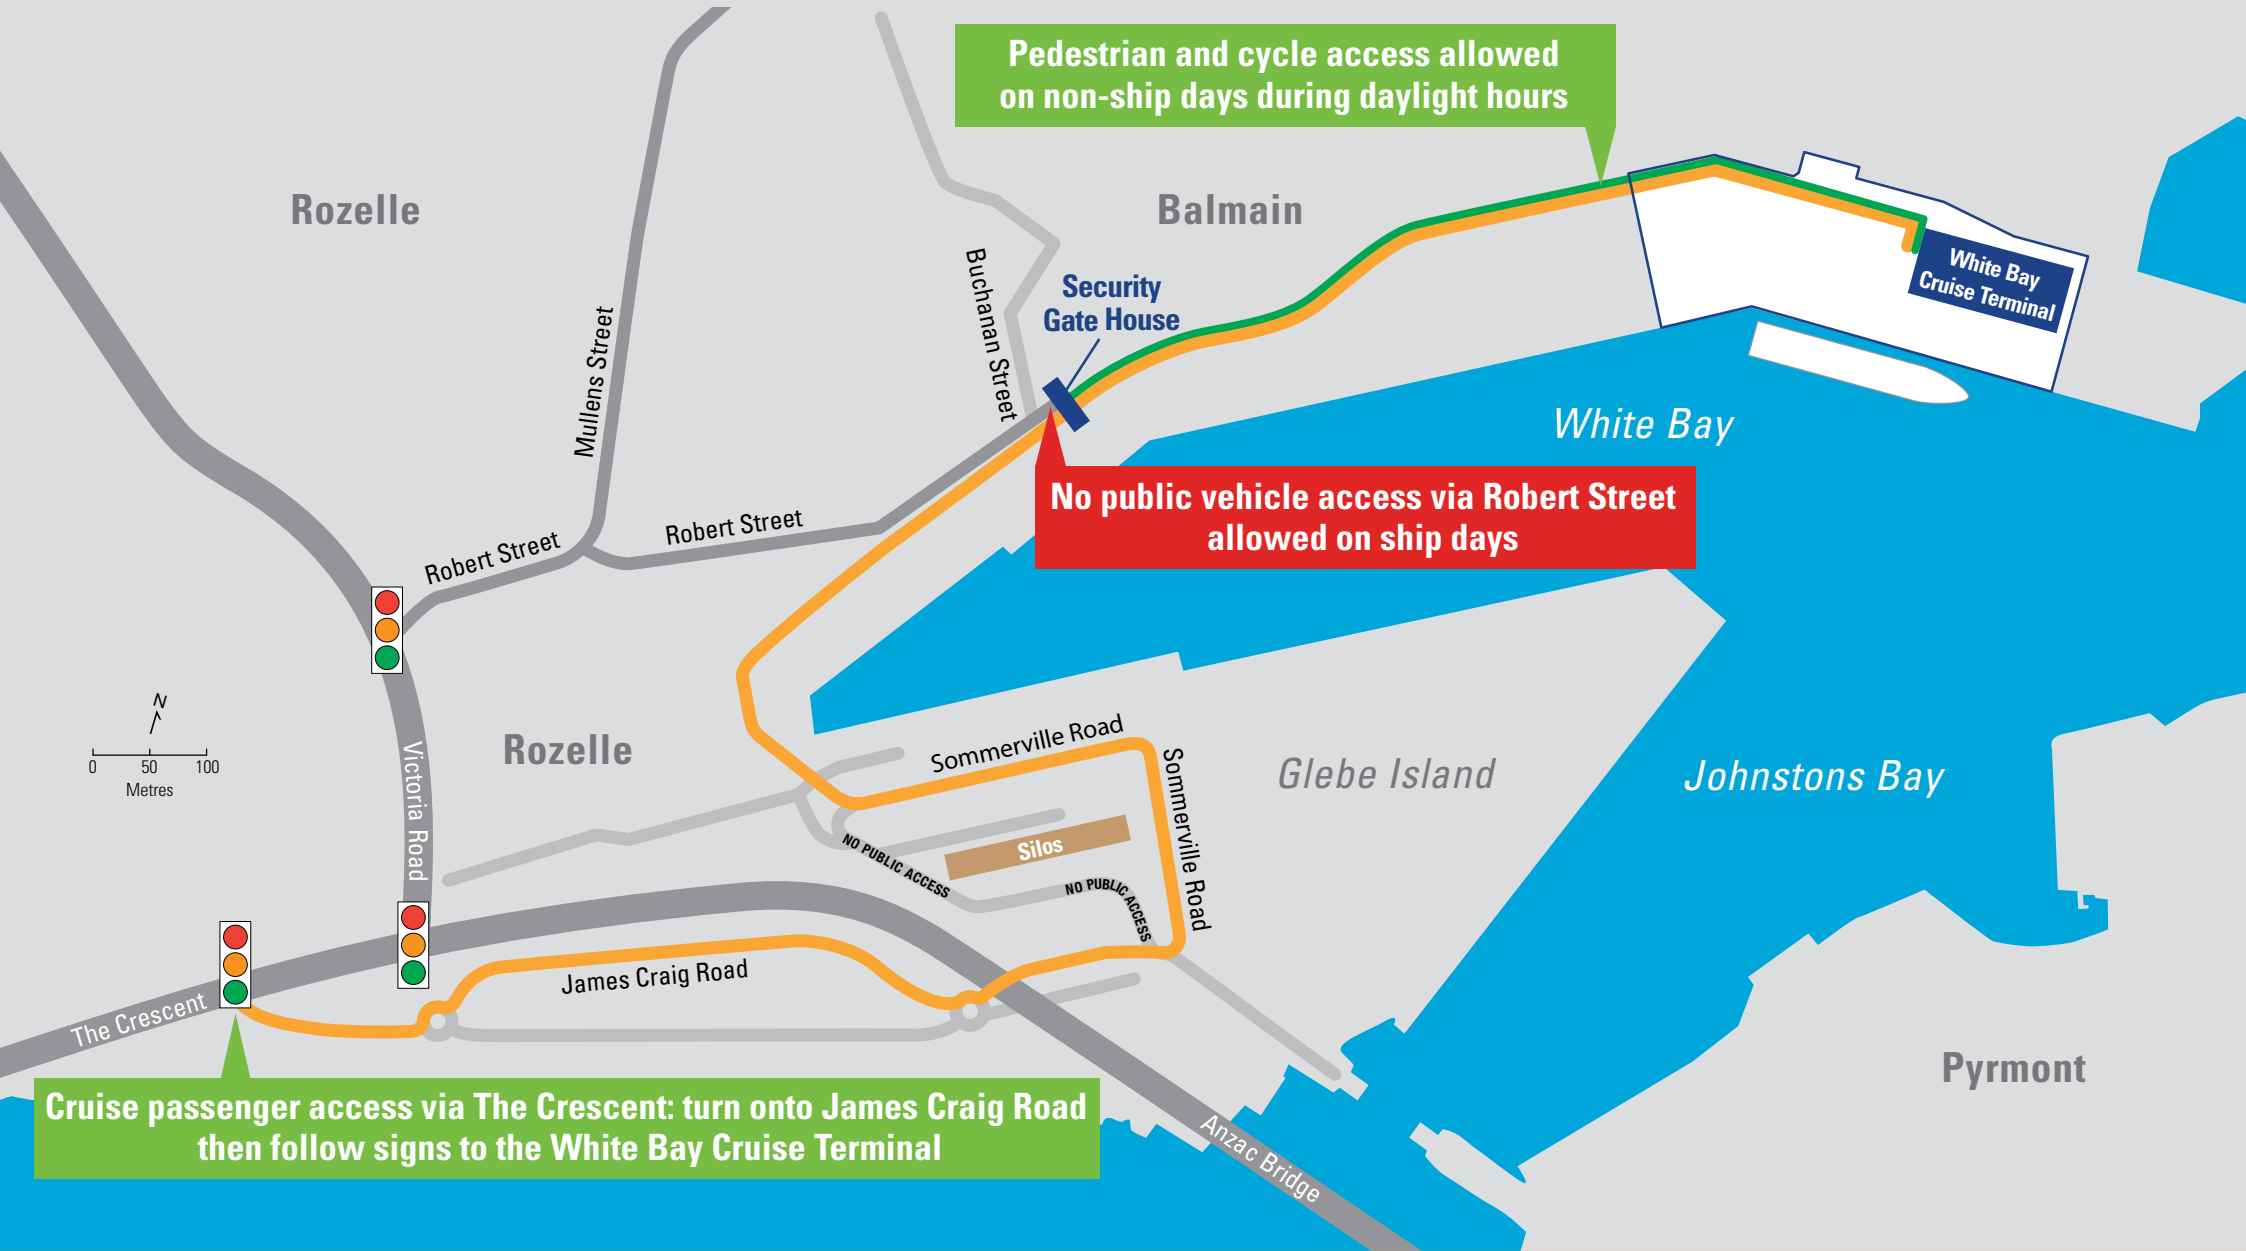 Pedestrian and cycle access allowed
on non-ship days during daylight hours
Rozelle
Balmain
Buchanan Street
Security
Gate House
White Bay
Cruise Terminal
Mullens Street
White Bay
No public vehicle access via Robert Street
allowed on ship days
Robert Street
Robert Street
N
0 50 100
Metres
Victoria Road
Rozelle
Sommerville Road
Sommerville Road
Glebe Island
Johnstons Bay
Silos
NO PUBLIC ACCESS
NO PUBLIC ACCESS
James Craig Road
The Crescent
Pyrmont
Cruise passenger access via The Crescent: turn onto James Craig Road
then follow signs to the White Bay Cruise Terminal
Anzac Bridge